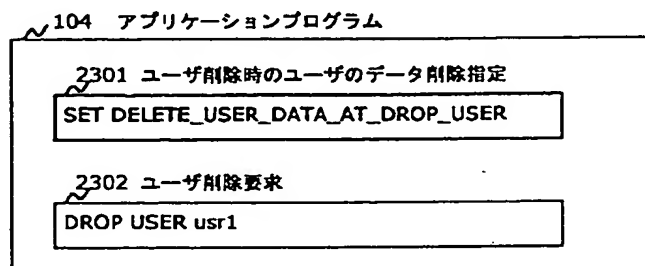 104 アプリケーションプログラム
2301 ユーザ削除時のユーザのデータ削除指定
SET DELETE_USER_DATA_AT_DROP_USER
2302 ユーザ削除要求
DROP USER usr1